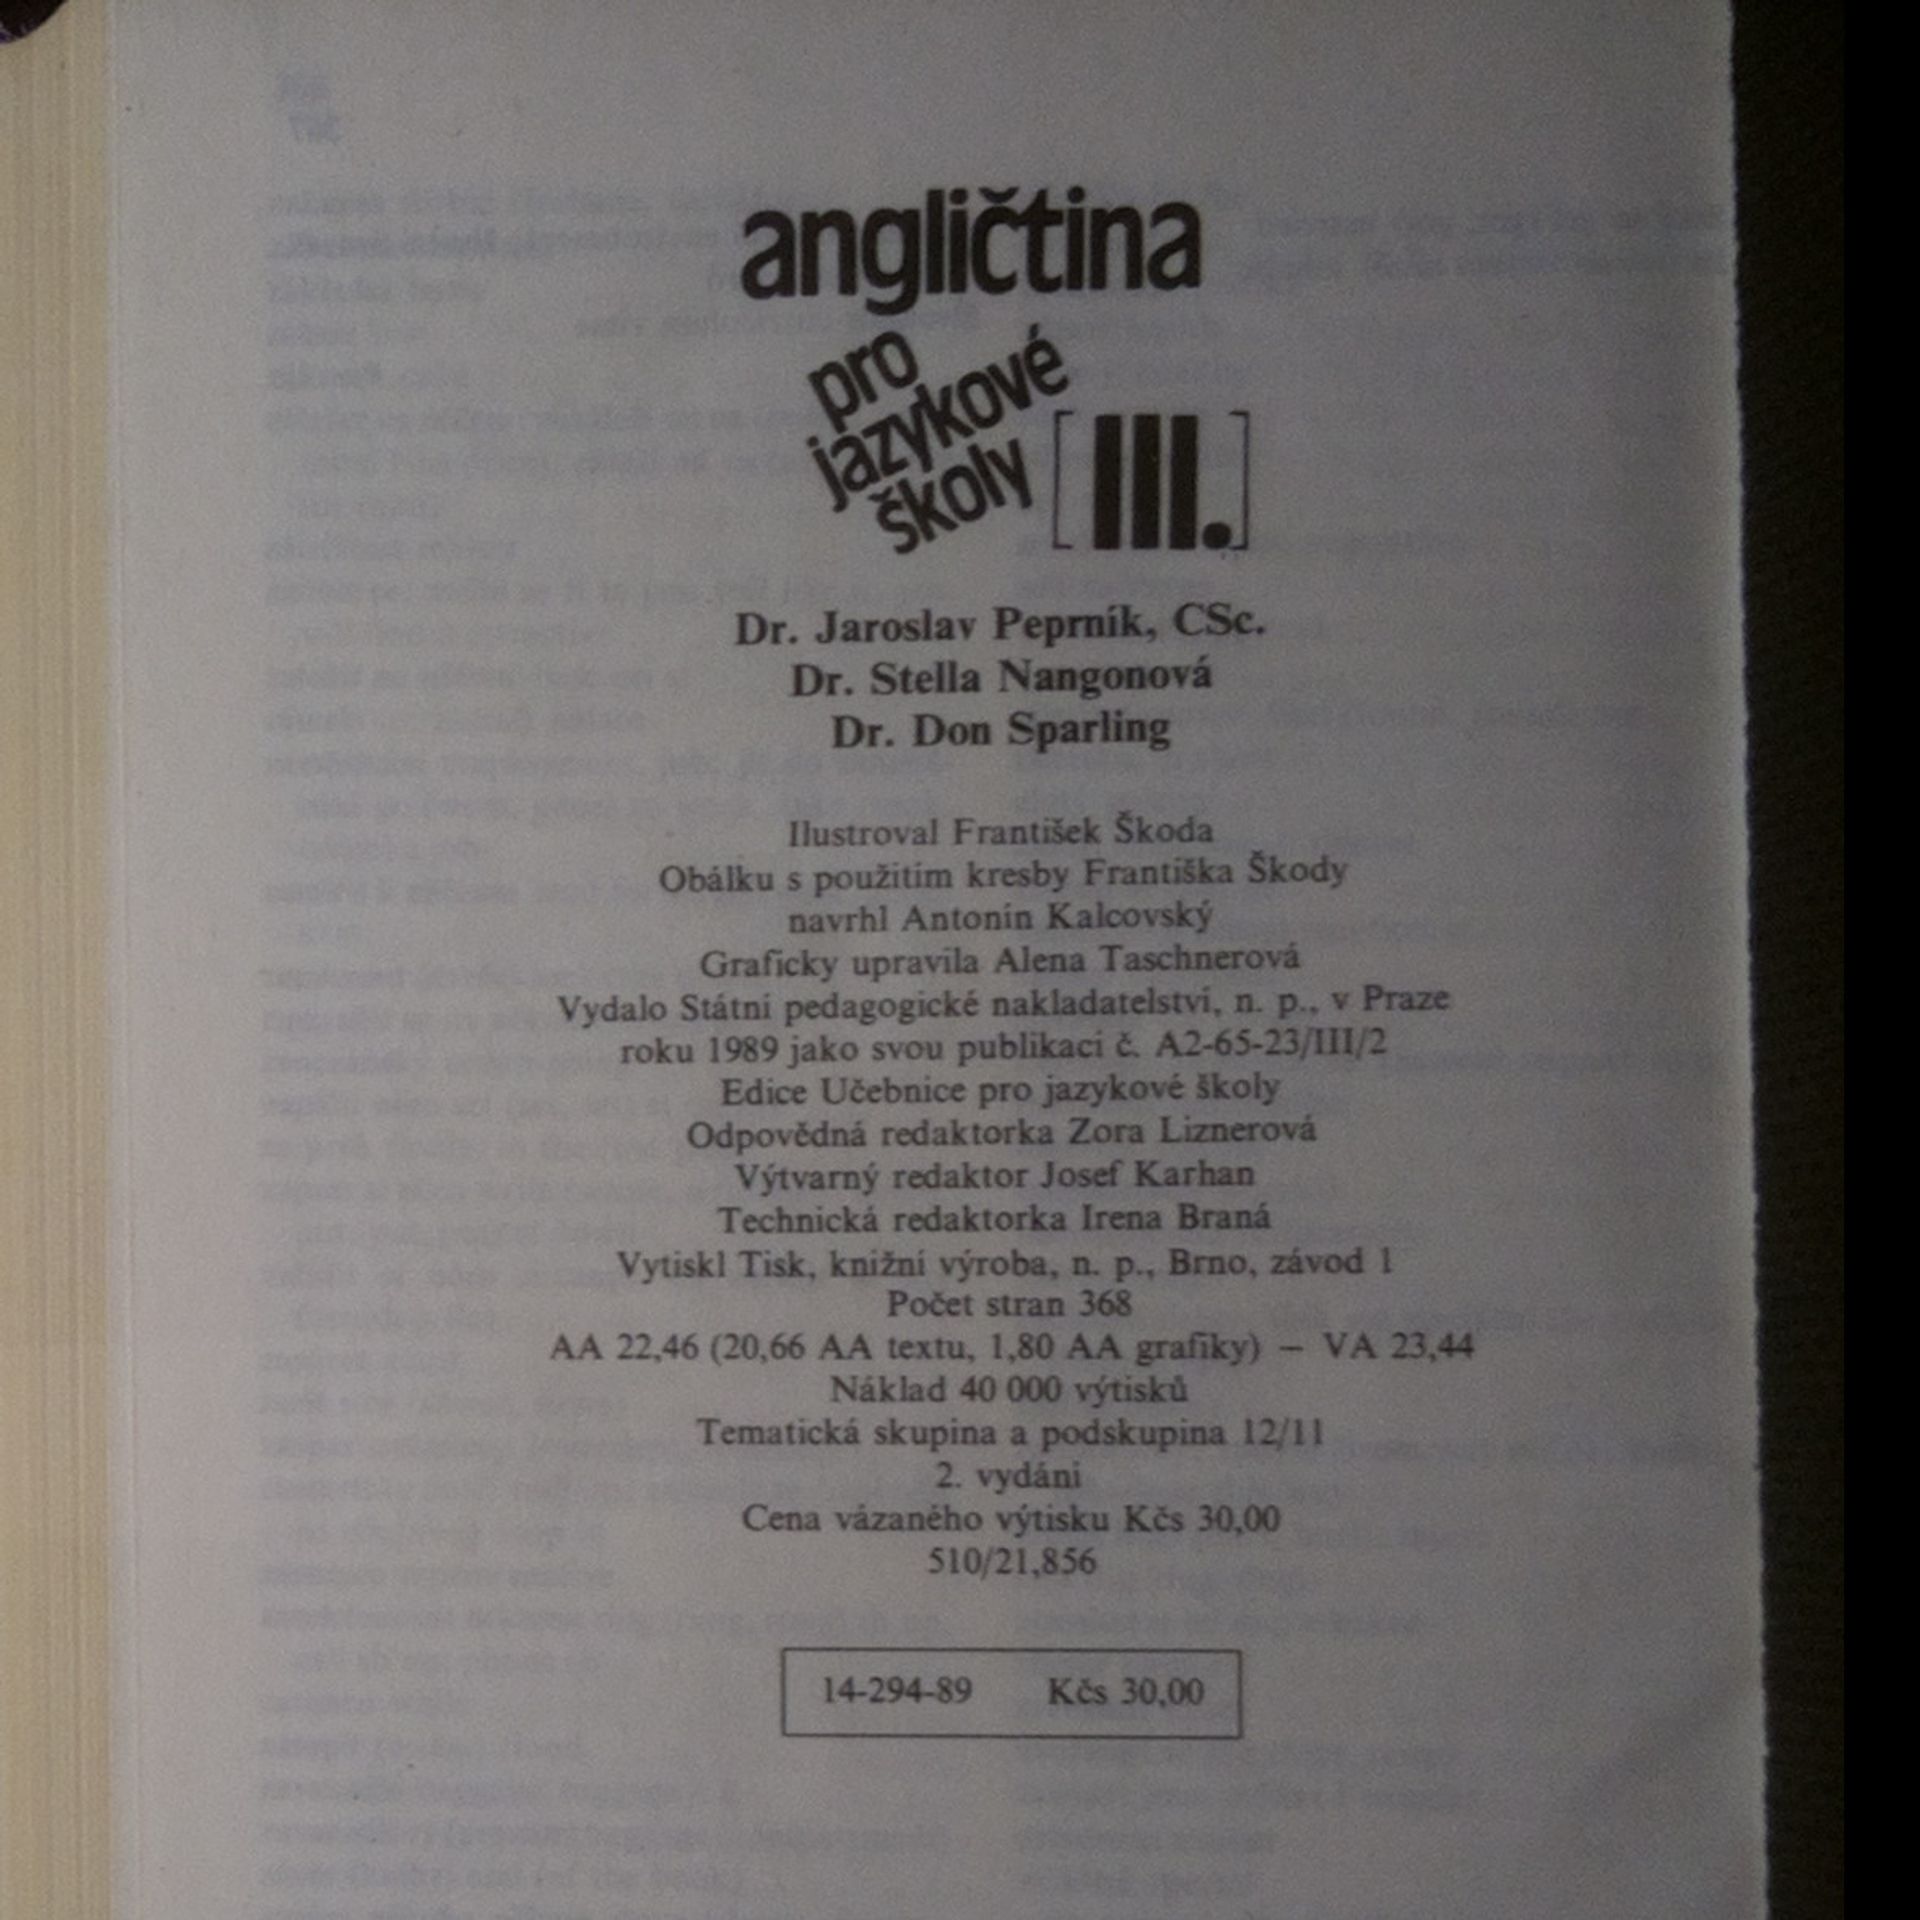 angličtina
pro
jazykové
školy
[III.]
Dr. Jaroslav Peprník, CSc.
Dr. Stella Nangonová
Dr. Don Sparling
Ilustroval František Škoda
Obálku s použitím kresby Františka Škody
navrhl Antonín Kalcovský
Graficky upravila Alena Taschnerová
Vydalo Státní pedagogické nakladatelství, n. p., v Praze
roku 1989 jako svou publikaci č. A2-65-23/III/2
Edice Učebnice pro jazykové školy
Odpovědná redaktorka Zora Liznerová
Výtvarný redaktor Josef Karhan
Technická redaktorka Irena Braná
Vytiskl Tisk, knižní výroba, n. p., Brno, závod 1
Počet stran 368
AA 22,46 (20,66 AA textu, 1,80 AA grafiky) – VA 23,44
Náklad 40 000 výtisků
Tematická skupina a podskupina 12/11
2. vydání
Cena vázaného výtisku Kčs 30,00
510/21,856
14-294-89 Kčs 30,00